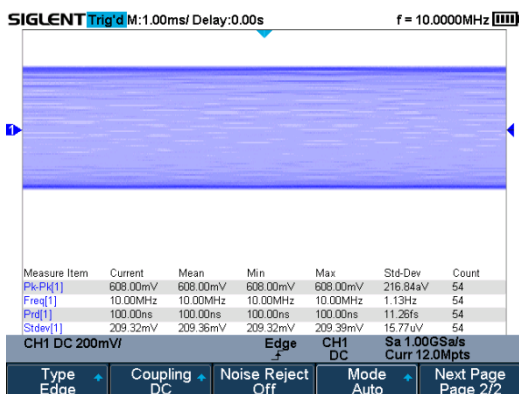 SIGLENT Trig'd M:1.00ms/ Delay:0.00s f = 10.0000MHz
1
Measure Item Current Mean Min Max Std-Dev Count
Pk-Pk[1] 608.00mV 608.00mV 608.00mV 608.00mV 216.84aV 54
Freq[1] 10.00MHz 10.00MHz 10.00MHz 10.00MHz 1.13Hz 54
Prd[1] 100.00ns 100.00ns 100.00ns 100.00ns 11.26fs 54
Stdev[1] 209.32mV 209.36mV 209.32mV 209.39mV 15.77uV 54
CH1 DC 200mV/ Edge CH1 Sa 1.00GSa/s
DC Curr 12.0Mpts
Type Coupling Noise Reject Mode Next Page
Edge DC Off Auto Page 2/2